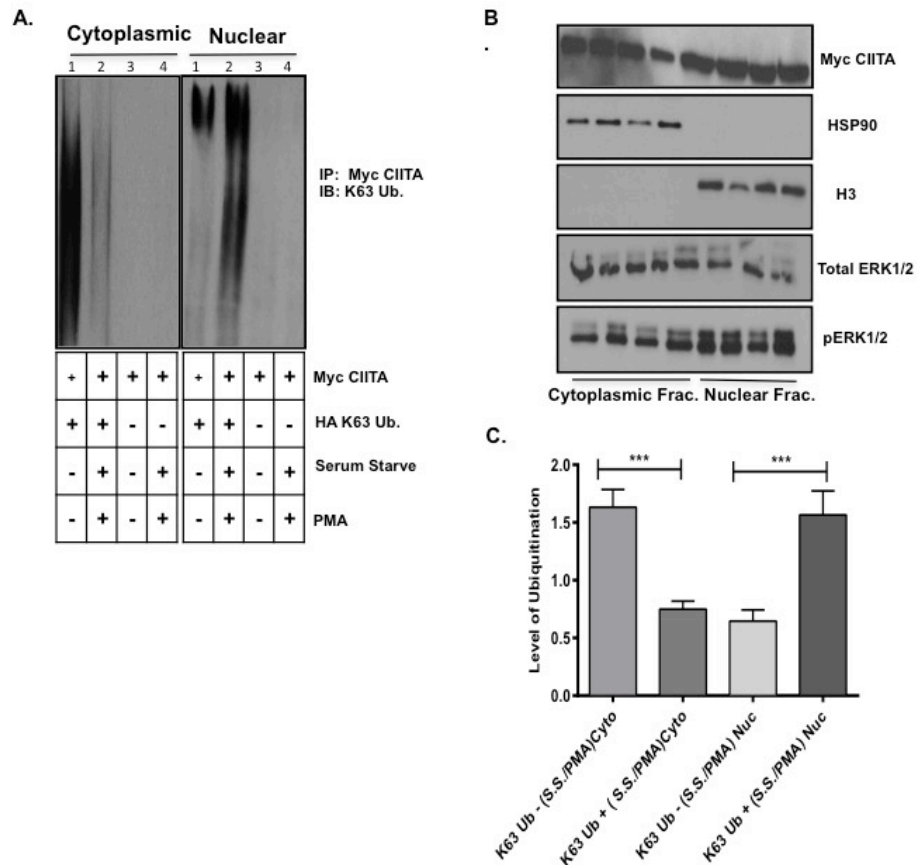 A.
Cytoplasmic Nuclear
1 2 3 4 1 2 3 4
IP: Myc CIITA
IB: K63 Ub.
+ + + + + + + + Myc CIITA
+ + - - + + - - HA K63 Ub.
- + - + - + - + Serum Starve
- + - + - + - + PMA
B
.
Myc CIITA
HSP90
H3
Total ERK1/2
pERK1/2
Cytoplasmic Frac. Nuclear Frac.
C.
*** ***
Level of Ubiquitination
2.0
1.5
1.0
0.5
0.0
K63 Ub - (S.S./PMA)Cyto
K63 Ub + ( S.S./PMA)Cyto
K63 Ub - (S.S./PMA) Nuc
K63 Ub + (S.S./PMA) Nuc